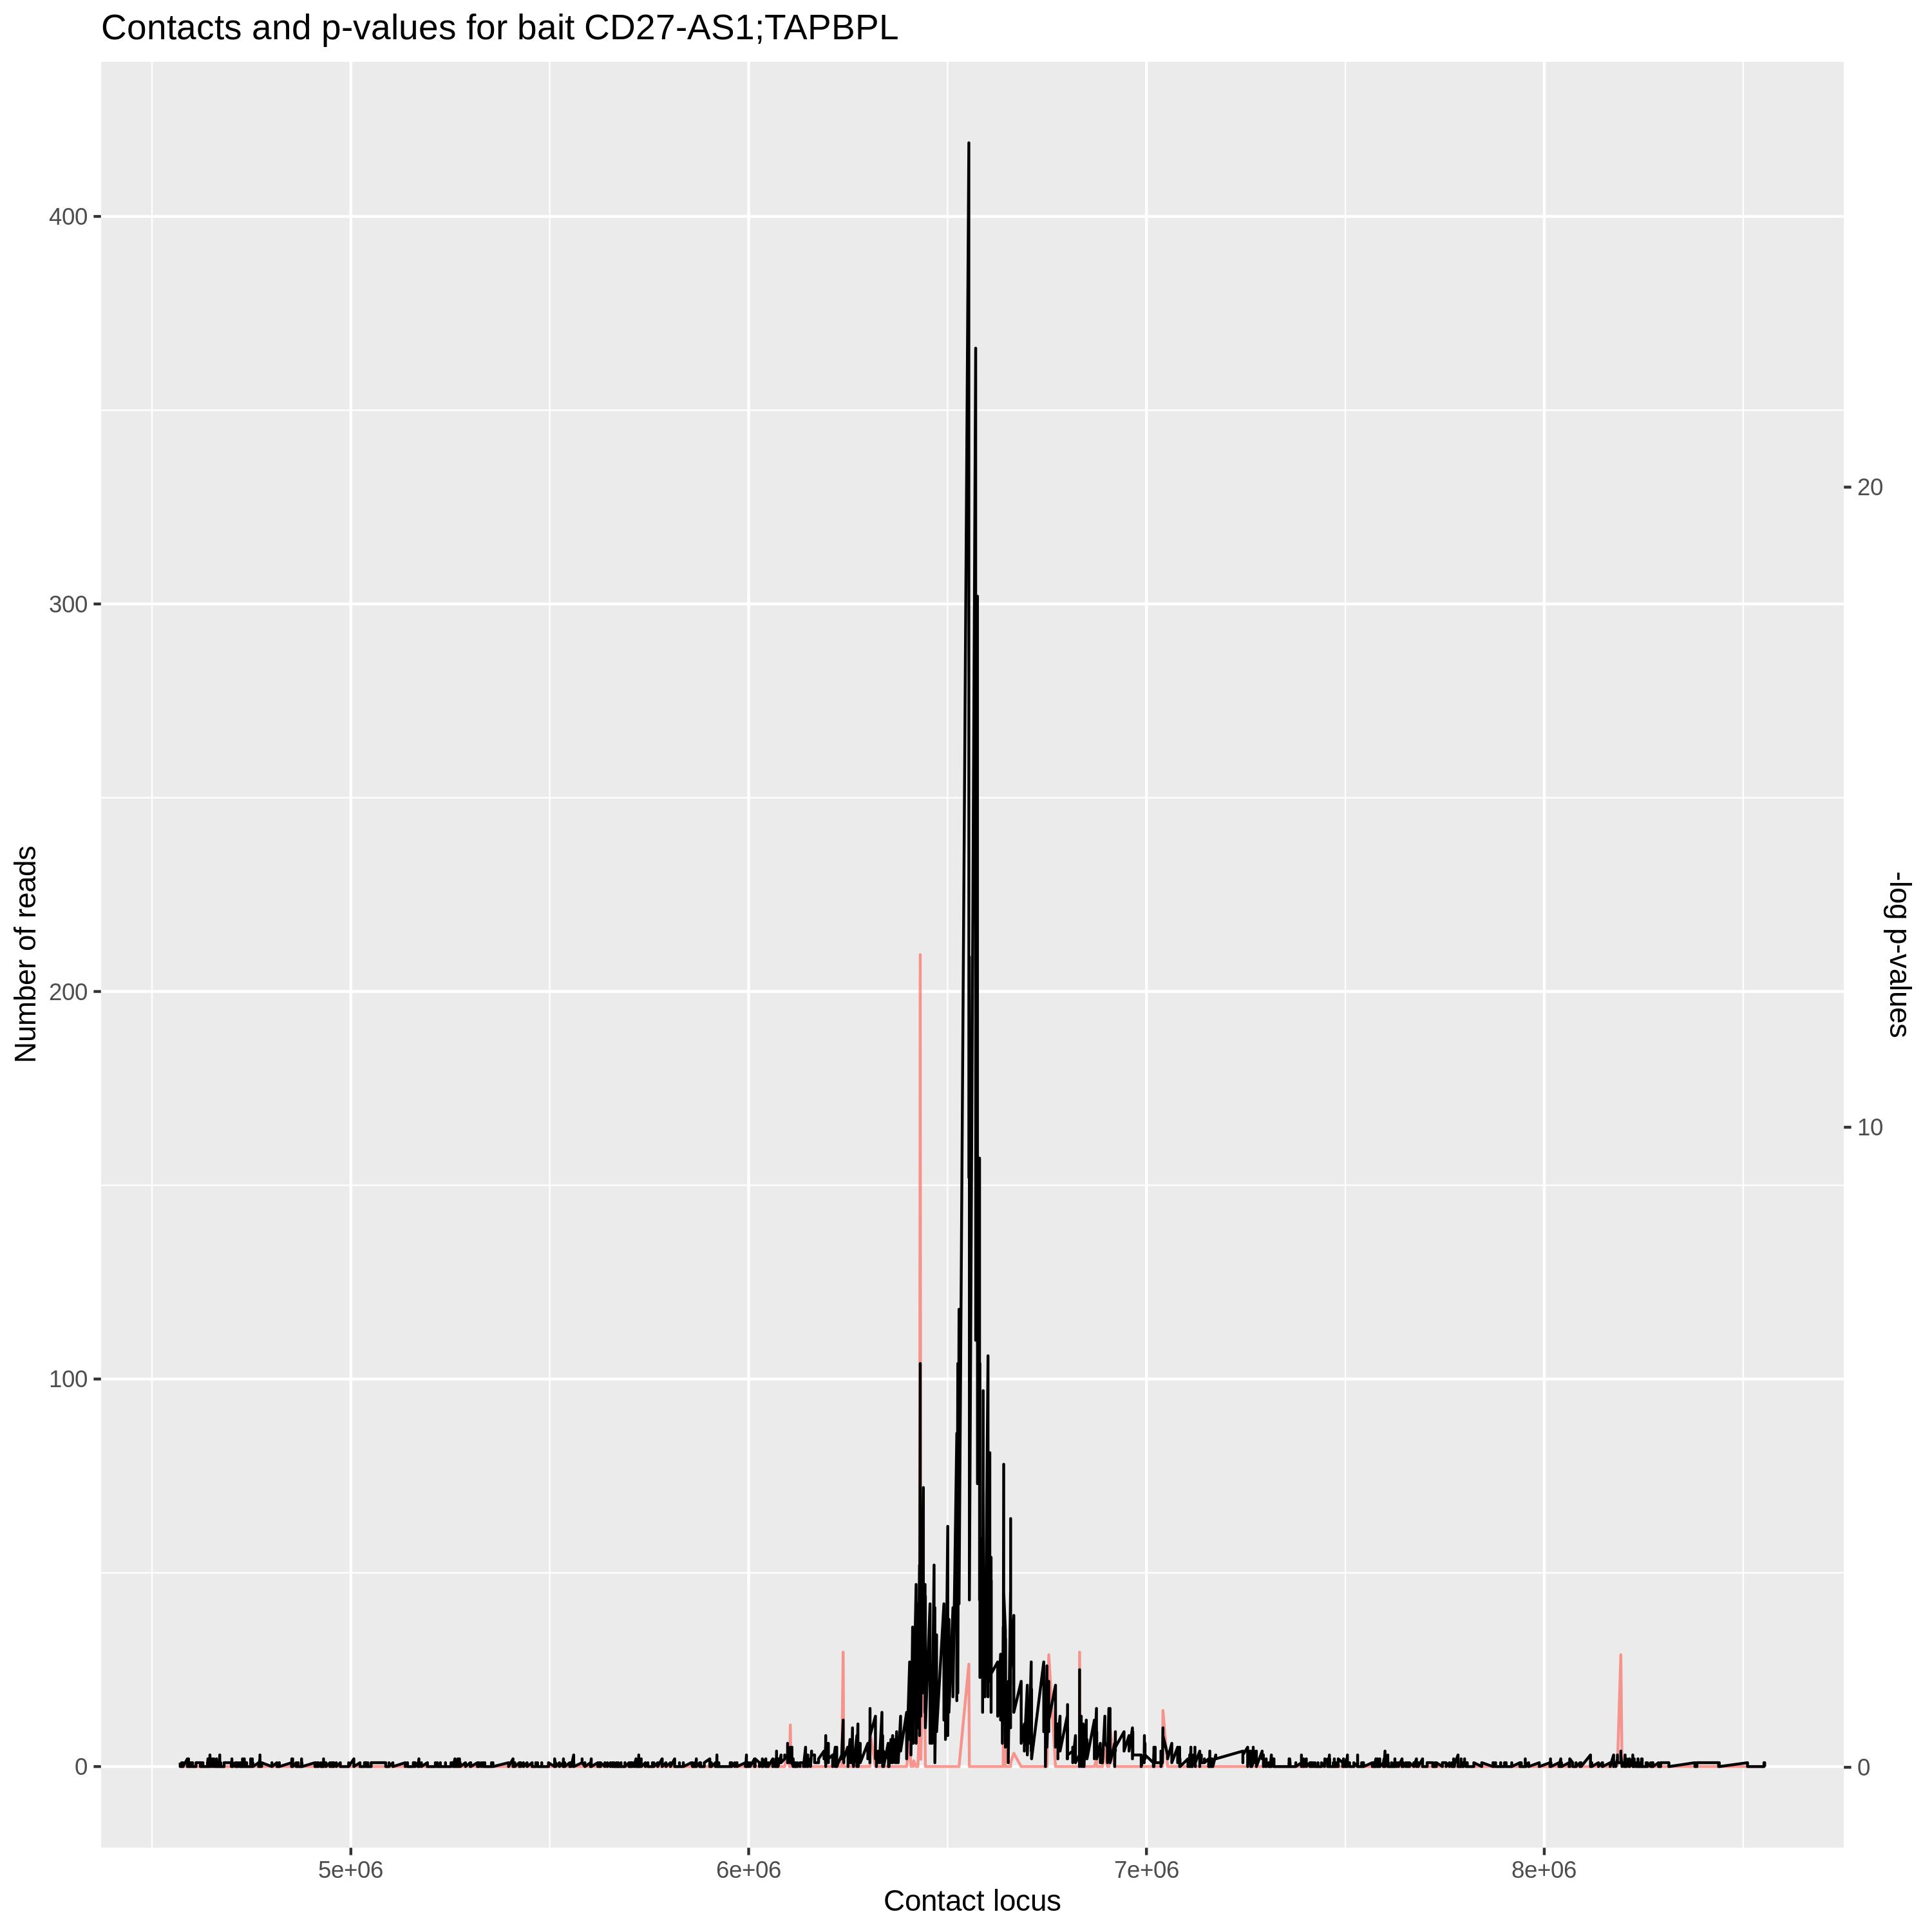 Contacts and p-values for bait CD27-AS1;TAPBPL
Number of reads
400
300
200
100
0
20
10
0
-log p-values
5e+06
6e+06
7e+06
8e+06
Contact locus